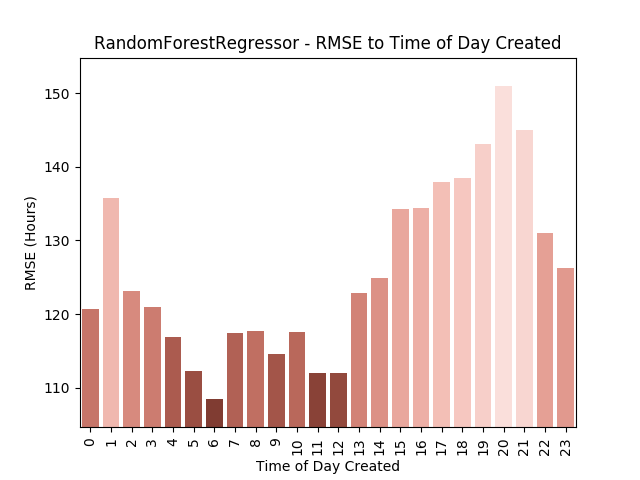 RandomForestRegressor - RMSE to Time of Day Created
150
140
130
120
110
RMSE (Hours)
0 1 2 3 4 5 6 7 8 9 10 11 12 13 14 15 16 17 18 19 20 21 22 23
Time of Day Created